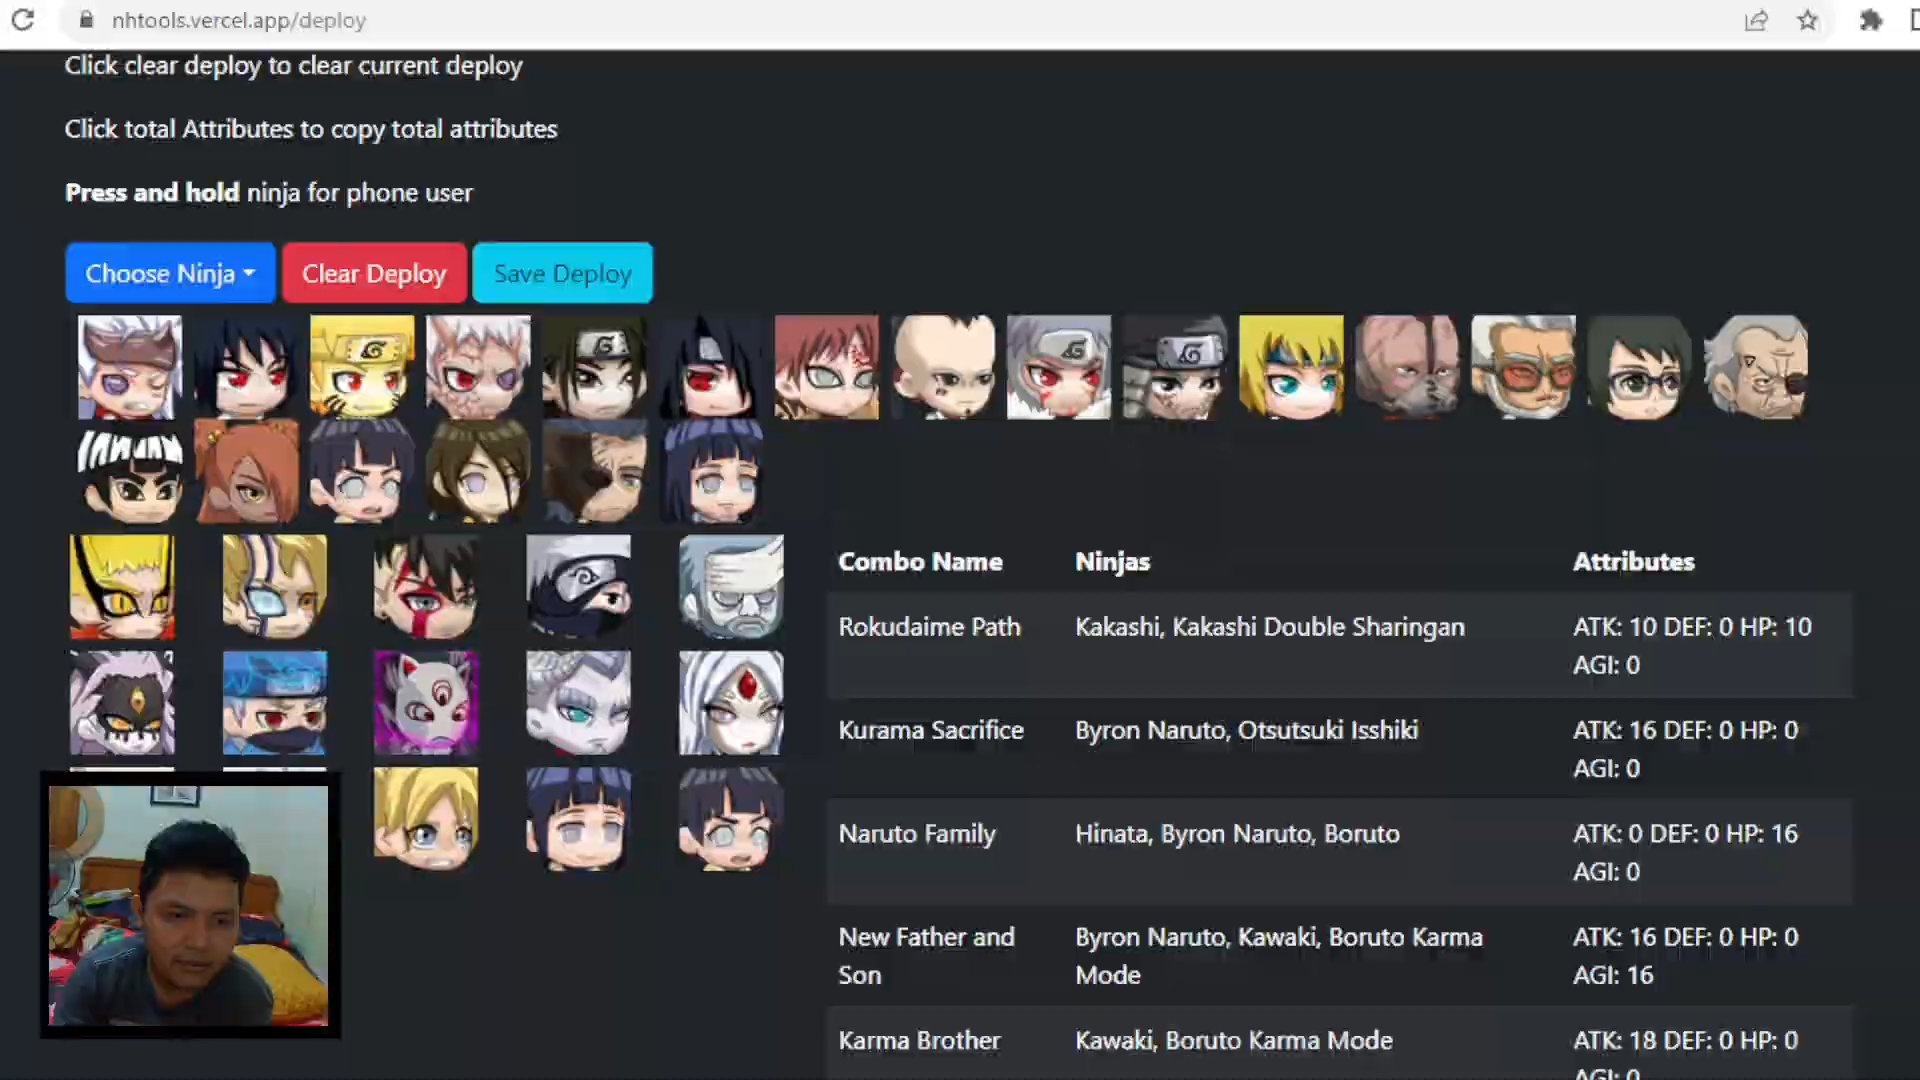 nhtools.vercel.app/deploy
Click clear deploy to clear current deploy
Click total Attributes to copy total attributes
Press and hold ninja for phone user
Choose Ninja
Clear Deploy
Save Deploy
Combo Name
Ninjas
Attributes
Rokudaime Path
Kakashi, Kakashi Double Sharingan
ATK: 10 DEF: 0 HP: 10
AGI: 0
Kurama Sacrifice
Byron Naruto, Otsutsuki Isshiki
ATK: 16 DEF: 0 HP: 0
AGI: 0
Naruto Family
Hinata, Byron Naruto, Boruto
ATK: 0 DEF: 0 HP: 16
AGI: 0
New Father and
Son
Byron Naruto, Kawaki, Boruto Karma
Mode
ATK: 16 DEF: 0 HP: 0
AGI: 16
Karma Brother
Kawaki, Boruto Karma Mode
ATK: 18 DEF: 0 HP: 0
AGI: 0